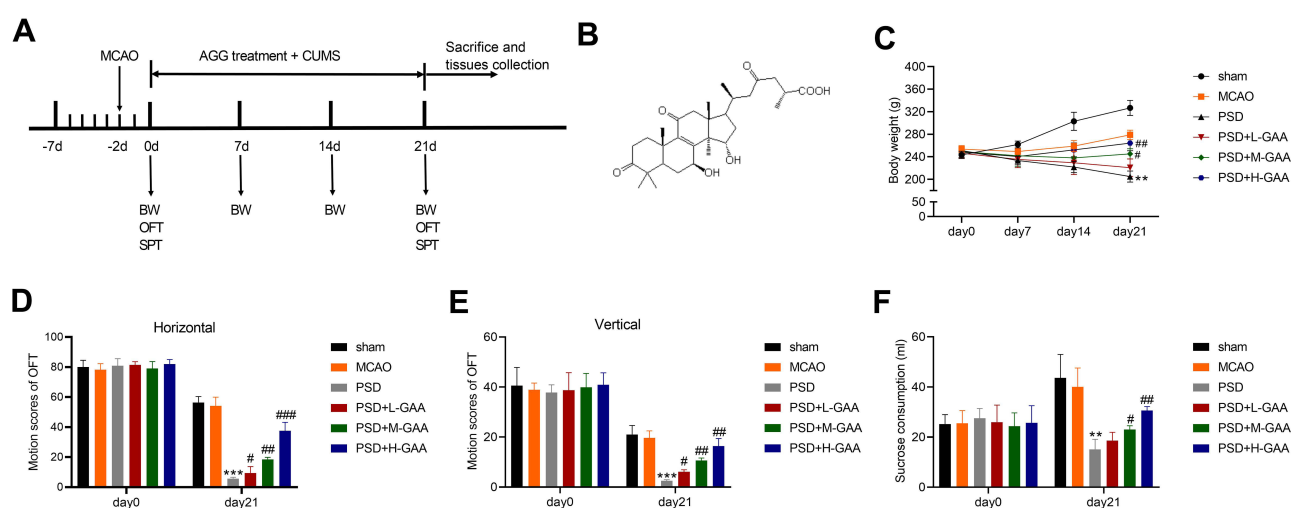 A
MCAO
AGG treatment + CUMS
Sacrifice and
tissues collection
-7d
-2d
0d
7d
14d
21d
BW
OFT
SPT
BW
BW
BW
OFT
SPT
B
O
O
O
OH
OH
COOH
C
Body weight (g)
400
360
320
280
240
200
50
0
day0
day7
day14
day21
##
#
**
sham
MCAO
PSD
PSD+L-GAA
PSD+M-GAA
PSD+H-GAA
D
Horizontal
Motion scores of OFT
100
80
60
40
20
0
day0
day21
***
#
##
###
sham
MCAO
PSD
PSD+L-GAA
PSD+M-GAA
PSD+H-GAA
E
Vertical
Motion scores of OFT
60
40
20
0
day0
day21
***
#
##
##
sham
MCAO
PSD
PSD+L-GAA
PSD+M-GAA
PSD+H-GAA
F
Sucrose consumption (ml)
60
40
20
0
day0
day21
**
#
##
sham
MCAO
PSD
PSD+L-GAA
PSD+M-GAA
PSD+H-GAA